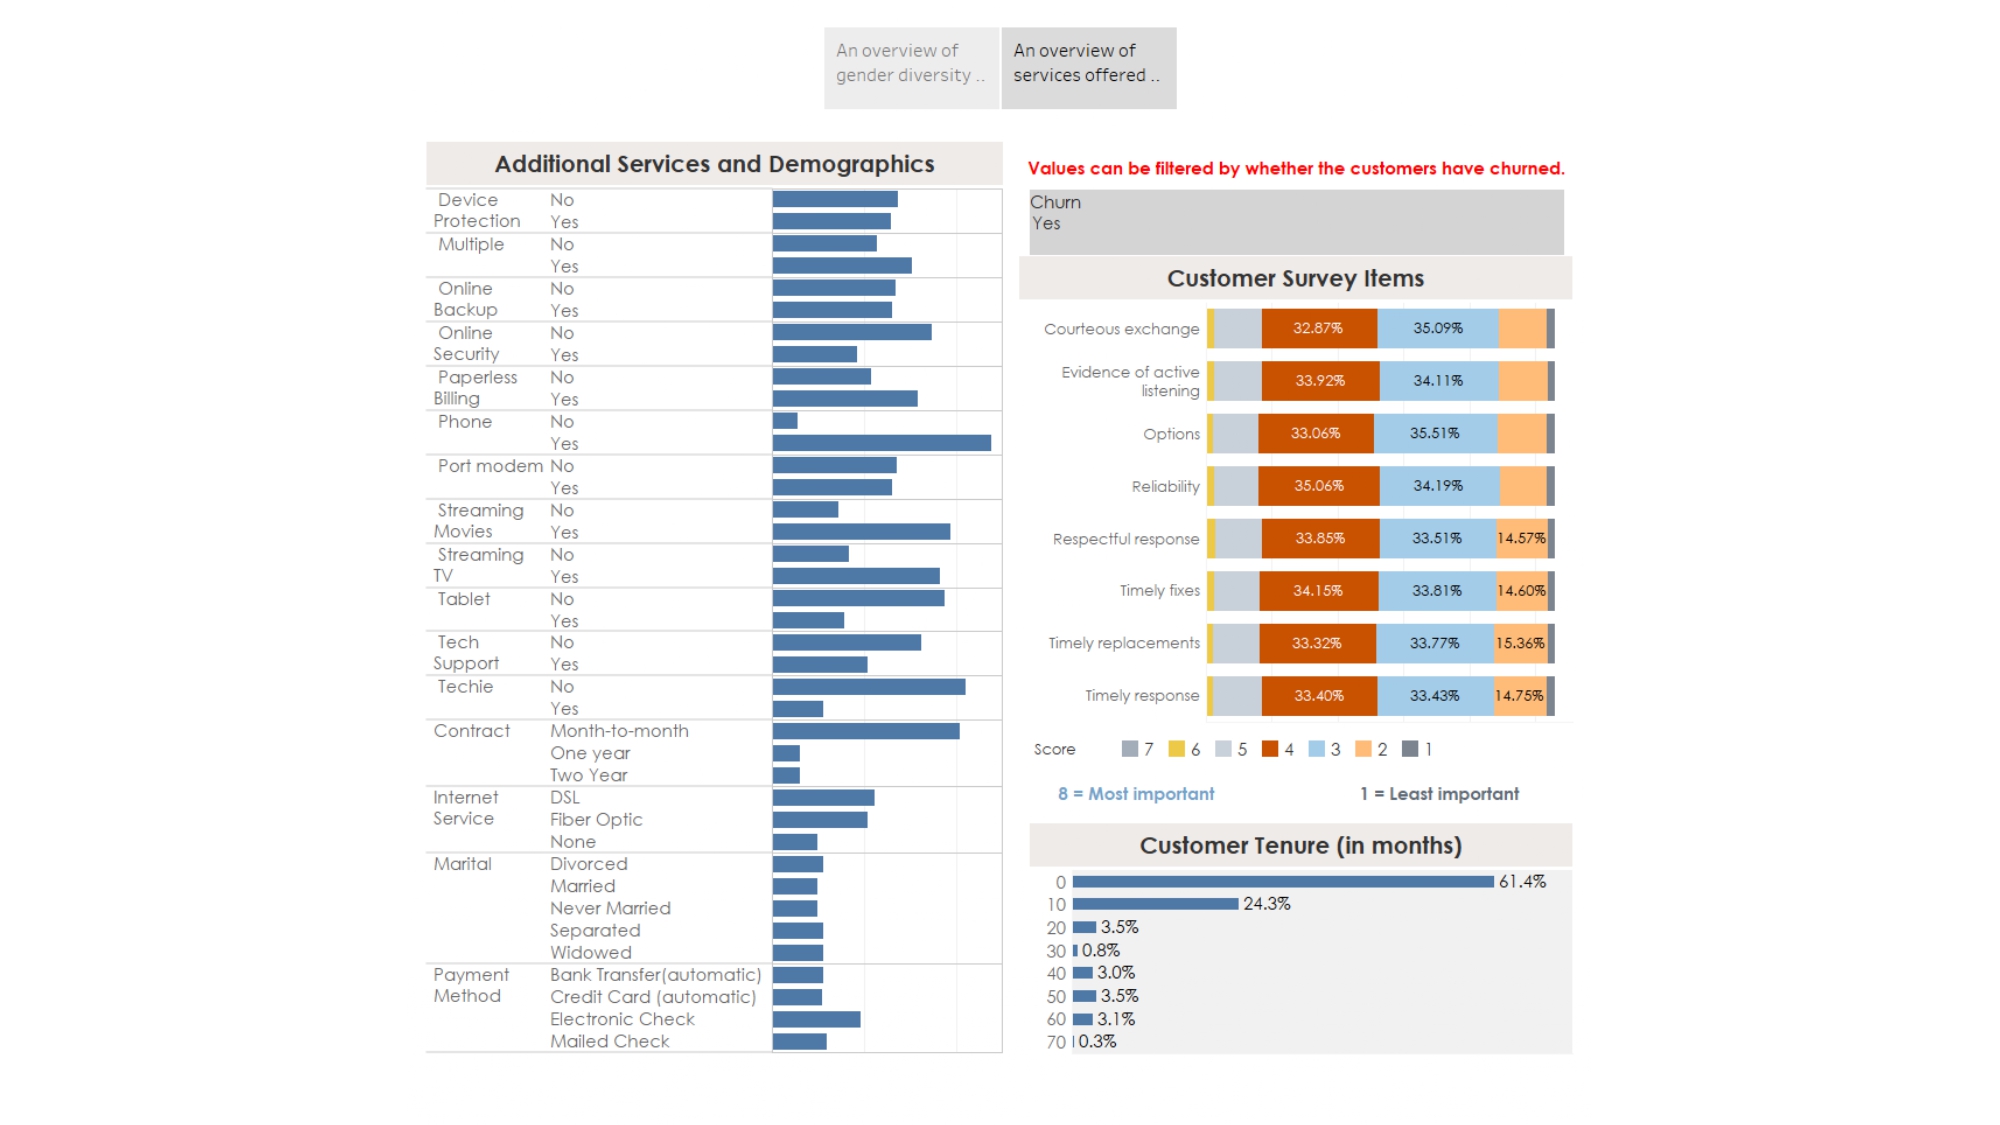 An overview of
gender diversity ..
An overview of
services offered ..
Additional Services and Demographics
Device
Protection
No
Yes
Multiple
No
Yes
Online
Backup
No
Yes
Online
Security
No
Yes
Paperless
Billing
No
Yes
Phone
No
Yes
Port modem
No
Yes
Streaming
Movies
No
Yes
Streaming
TV
No
Yes
Tablet
No
Yes
Tech
Support
No
Yes
Techie
No
Yes
Contract
Month-to-month
One year
Two Year
Internet
Service
DSL
Fiber Optic
None
Marital
Divorced
Married
Never Married
Separated
Widowed
Payment
Method
Bank Transfer(automatic)
Credit Card (automatic)
Electronic Check
Mailed Check
Values can be filtered by whether the customers have churned.
Churn
Yes
Customer Survey Items
Courteous exchange 32.87% 35.09%
Evidence of active
listening
33.92% 34.11%
Options 33.06% 35.51%
Reliability 35.06% 34.19%
Respectful response 33.85% 33.51% 14.57%
Timely fixes 34.15% 33.81% 14.60%
Timely replacements 33.32% 33.77% 15.36%
Timely response 33.40% 33.43% 14.75%
Score 7 6 5 4 3 2 1
8 = Most important 1 = Least important
Customer Tenure (in months)
0 61.4%
10 24.3%
20 3.5%
30 0.8%
40 3.0%
50 3.5%
60 3.1%
70 0.3%